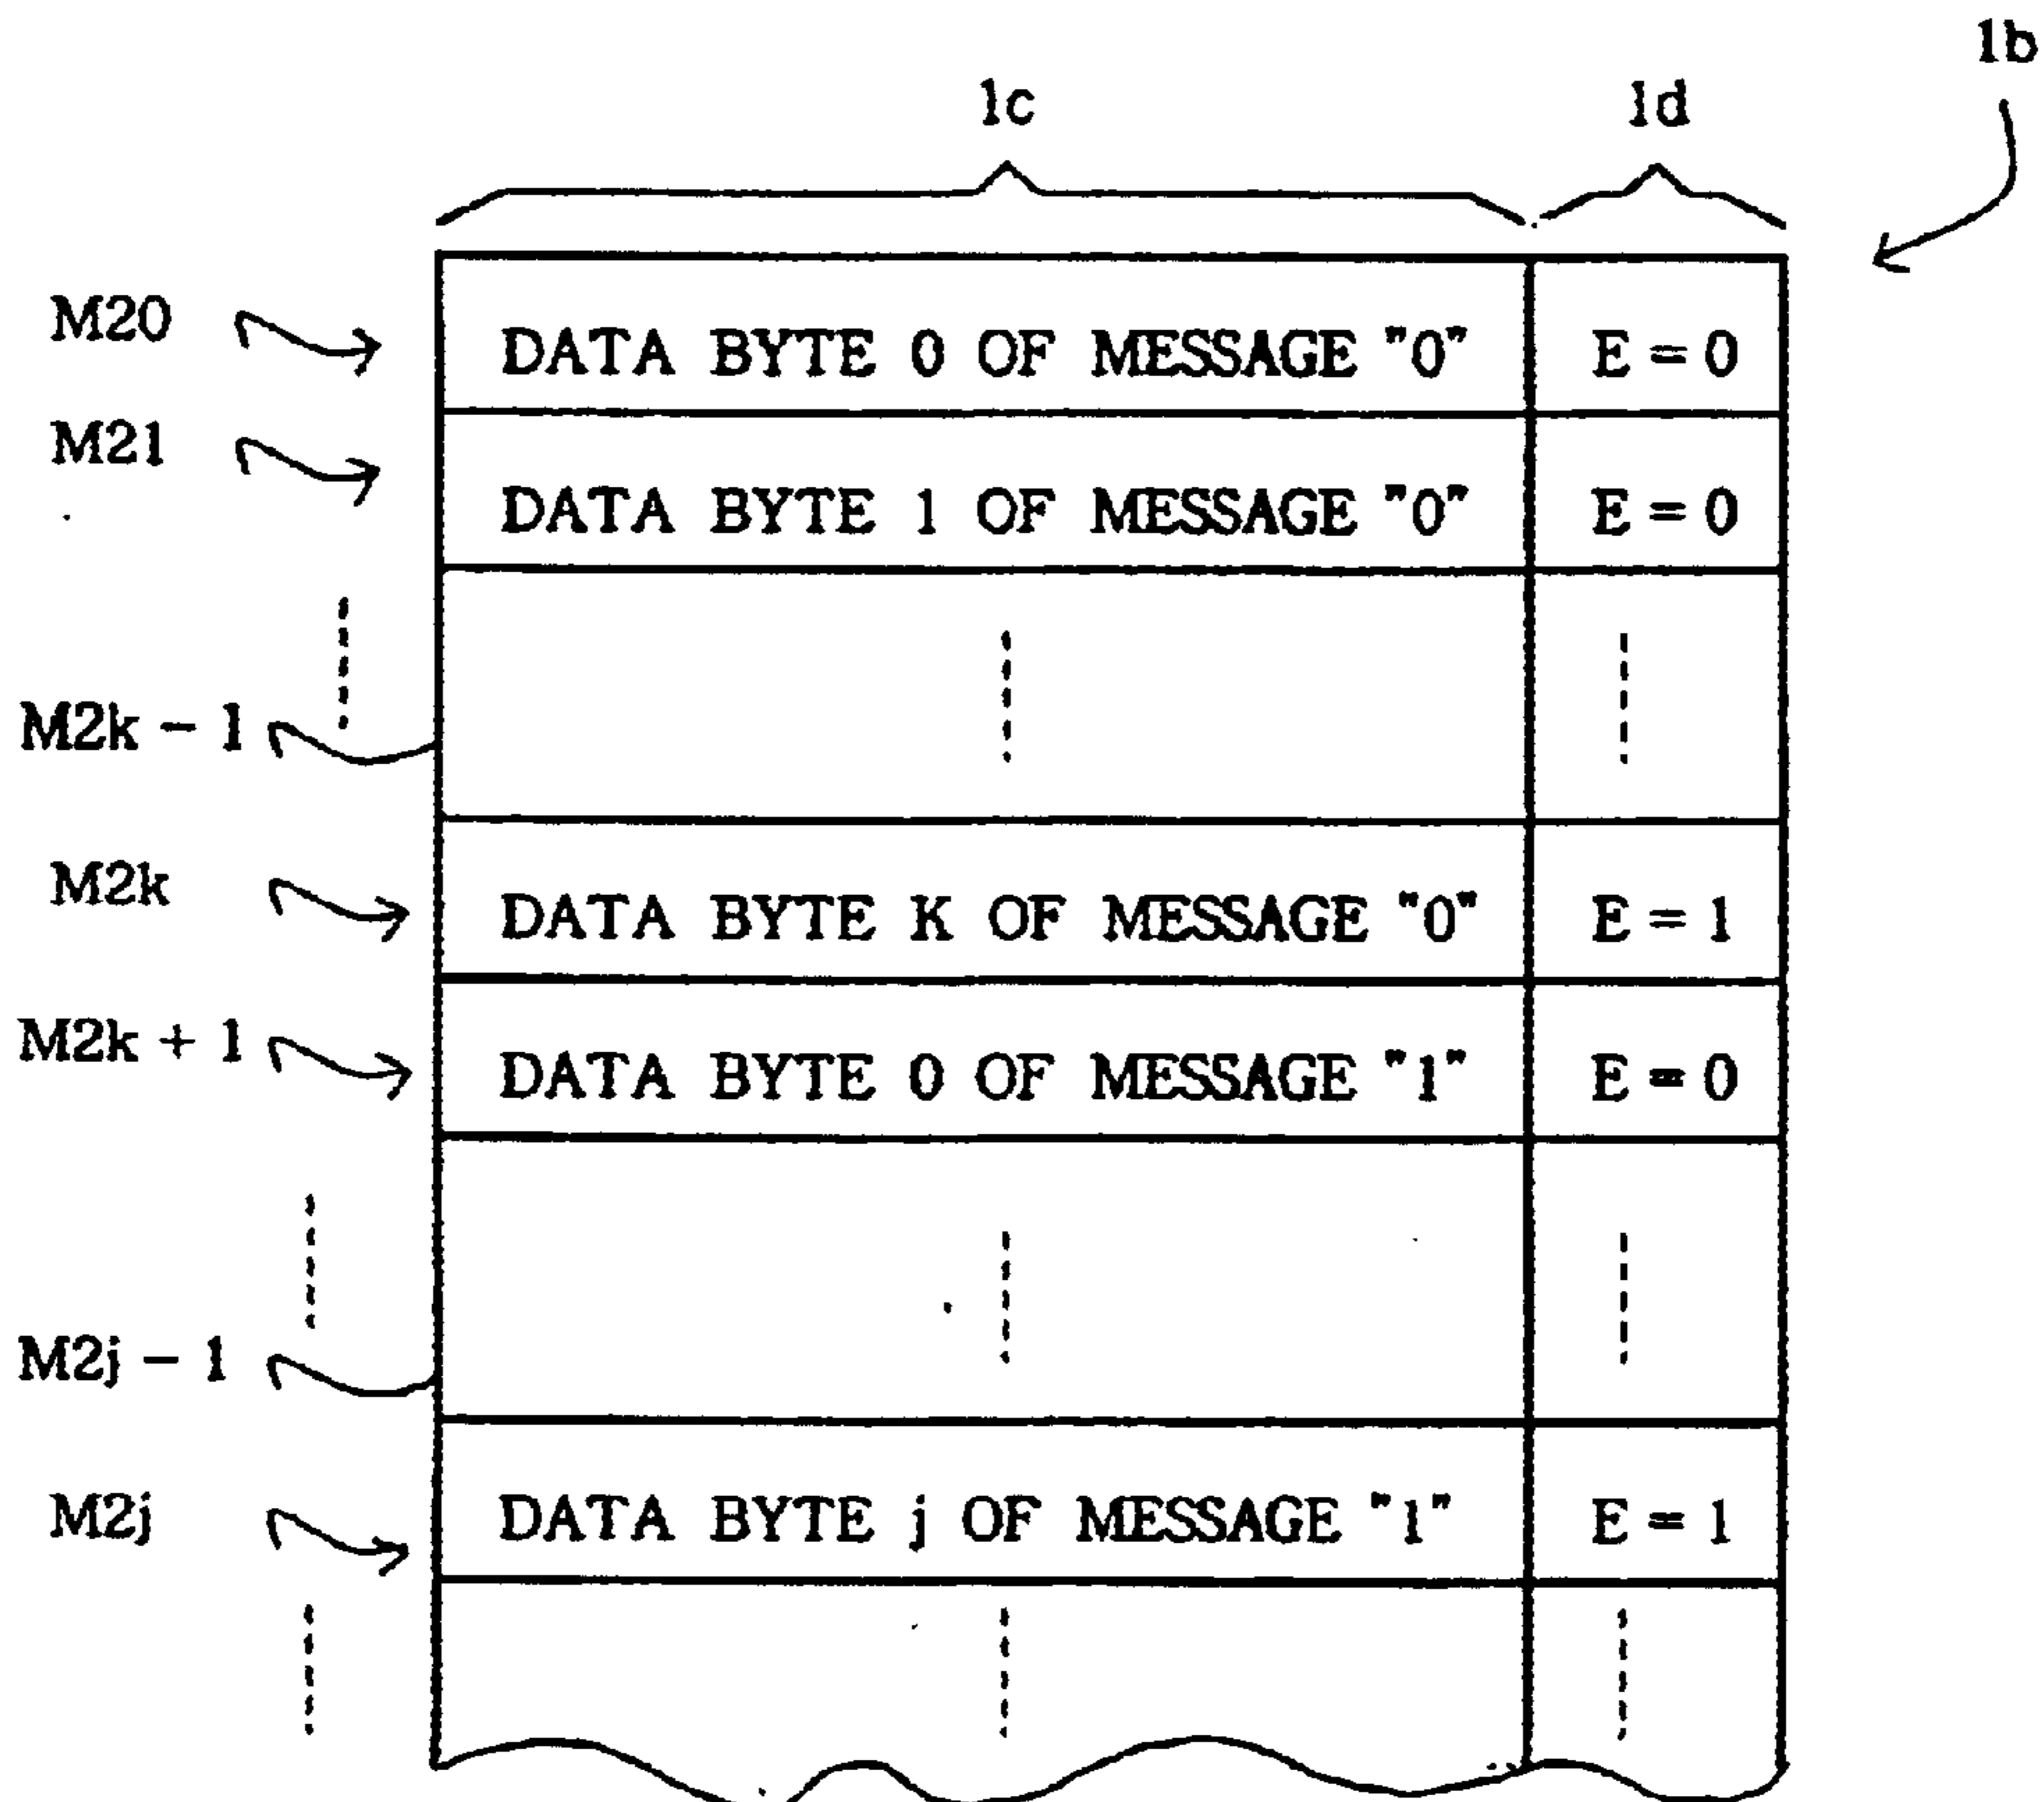 1b
1c 1d
M20 DATA BYTE 0 OF MESSAGE "0" E = 0
M21 DATA BYTE 1 OF MESSAGE "0" E = 0
M2k - 1
M2k DATA BYTE K OF MESSAGE "0" E = 1
M2k + 1 DATA BYTE 0 OF MESSAGE "1" E = 0
M2j - 1
M2j DATA BYTE j OF MESSAGE "1" E = 1